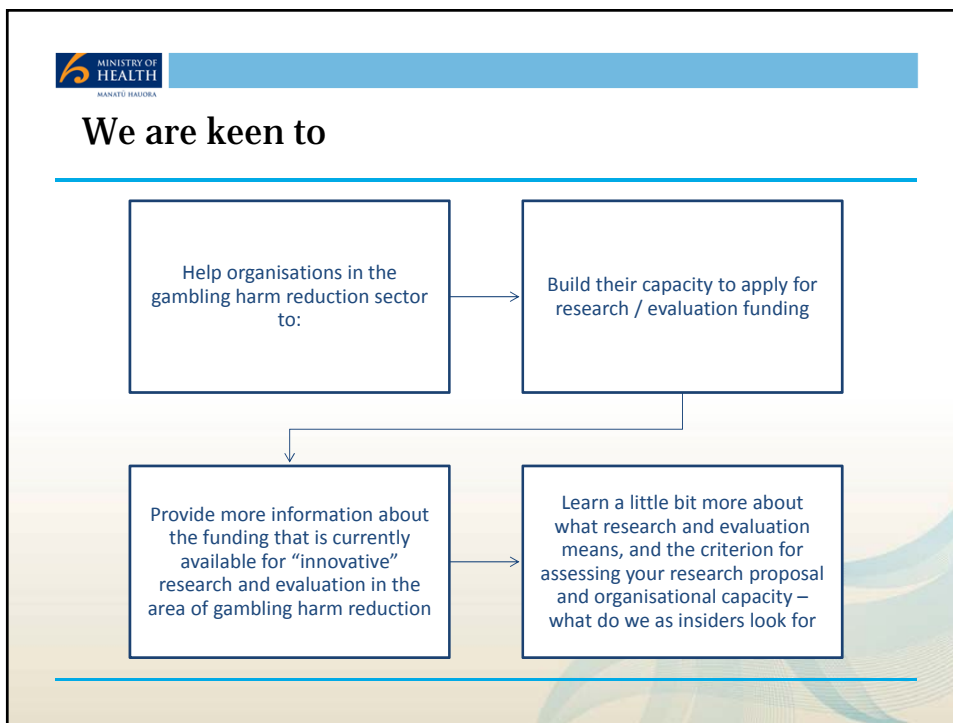 MINISTRY OF
HEALTH
MANATŪ HAUORA
We are keen to
Help organisations in the
gambling harm reduction sector
to:
Build their capacity to apply for
research / evaluation funding
Provide more information about
the funding that is currently
available for “innovative”
research and evaluation in the
area of gambling harm reduction
Learn a little bit more about
what research and evaluation
means, and the criterion for
assessing your research proposal
and organisational capacity –
what do we as insiders look for